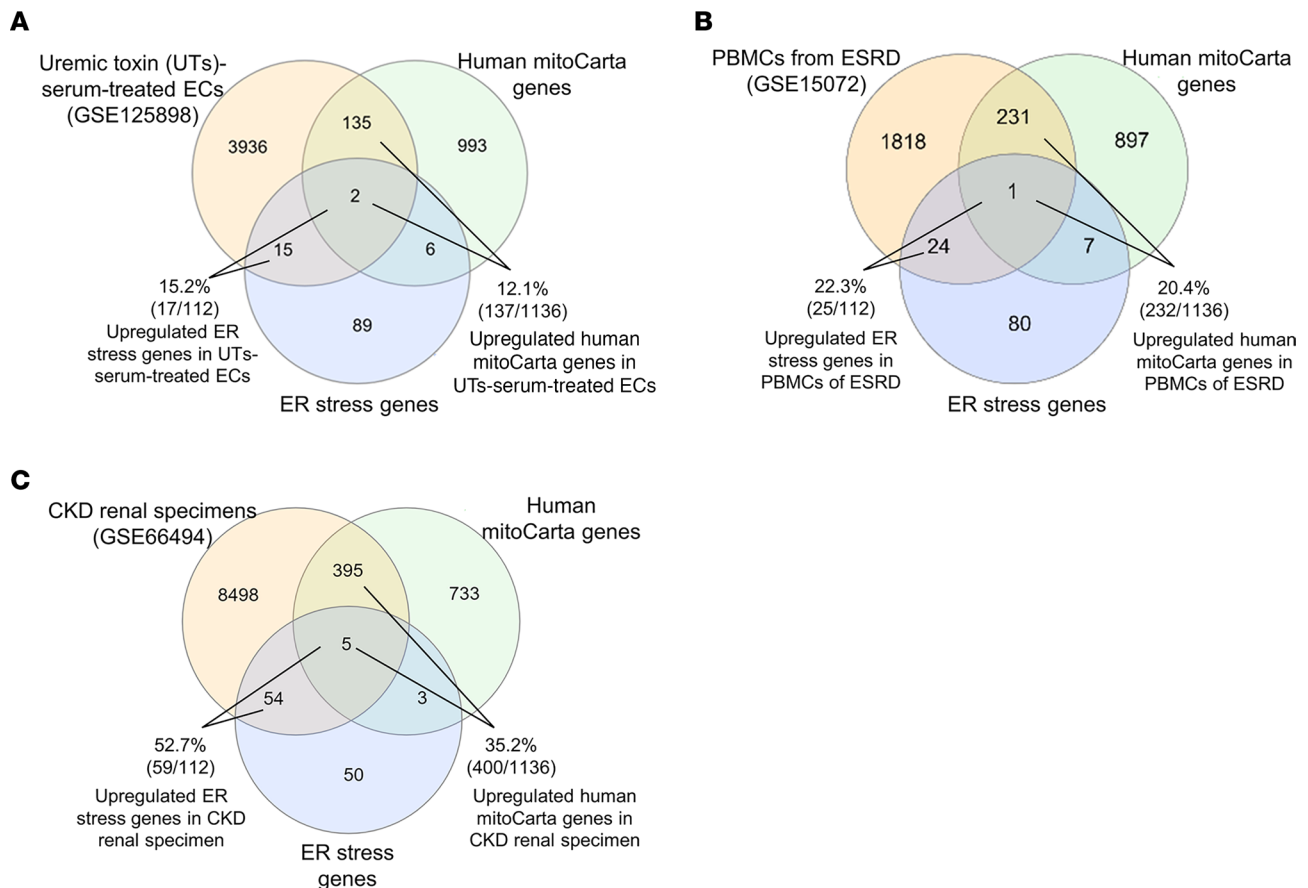 A
Uremic toxin (UTs)-
serum-treated ECs
(GSE125898)
Human mitoCarta
genes
3936
135
993
2
15
6
89
15.2%
(17/112)
Upregulated ER
stress genes in UTs-
serum-treated ECs
12.1%
(137/1136)
Upregulated human
mitoCarta genes in
UTs-serum-treated ECs
ER stress genes
B
PBMCs from ESRD
(GSE15072)
Human mitoCarta
genes
1818
231
897
1
24
7
80
22.3%
(25/112)
Upregulated ER
stress genes in
PBMCs of ESRD
20.4%
(232/1136)
Upregulated human
mitoCarta genes in
PBMCs of ESRD
ER stress genes
C
CKD renal specimens
(GSE66494)
Human
mitoCarta genes
8498
395
733
5
54
3
50
52.7%
(59/112)
Upregulated ER
stress genes in CKD
renal specimen
35.2%
(400/1136)
Upregulated human
mitoCarta genes in
CKD renal specimen
ER stress
genes